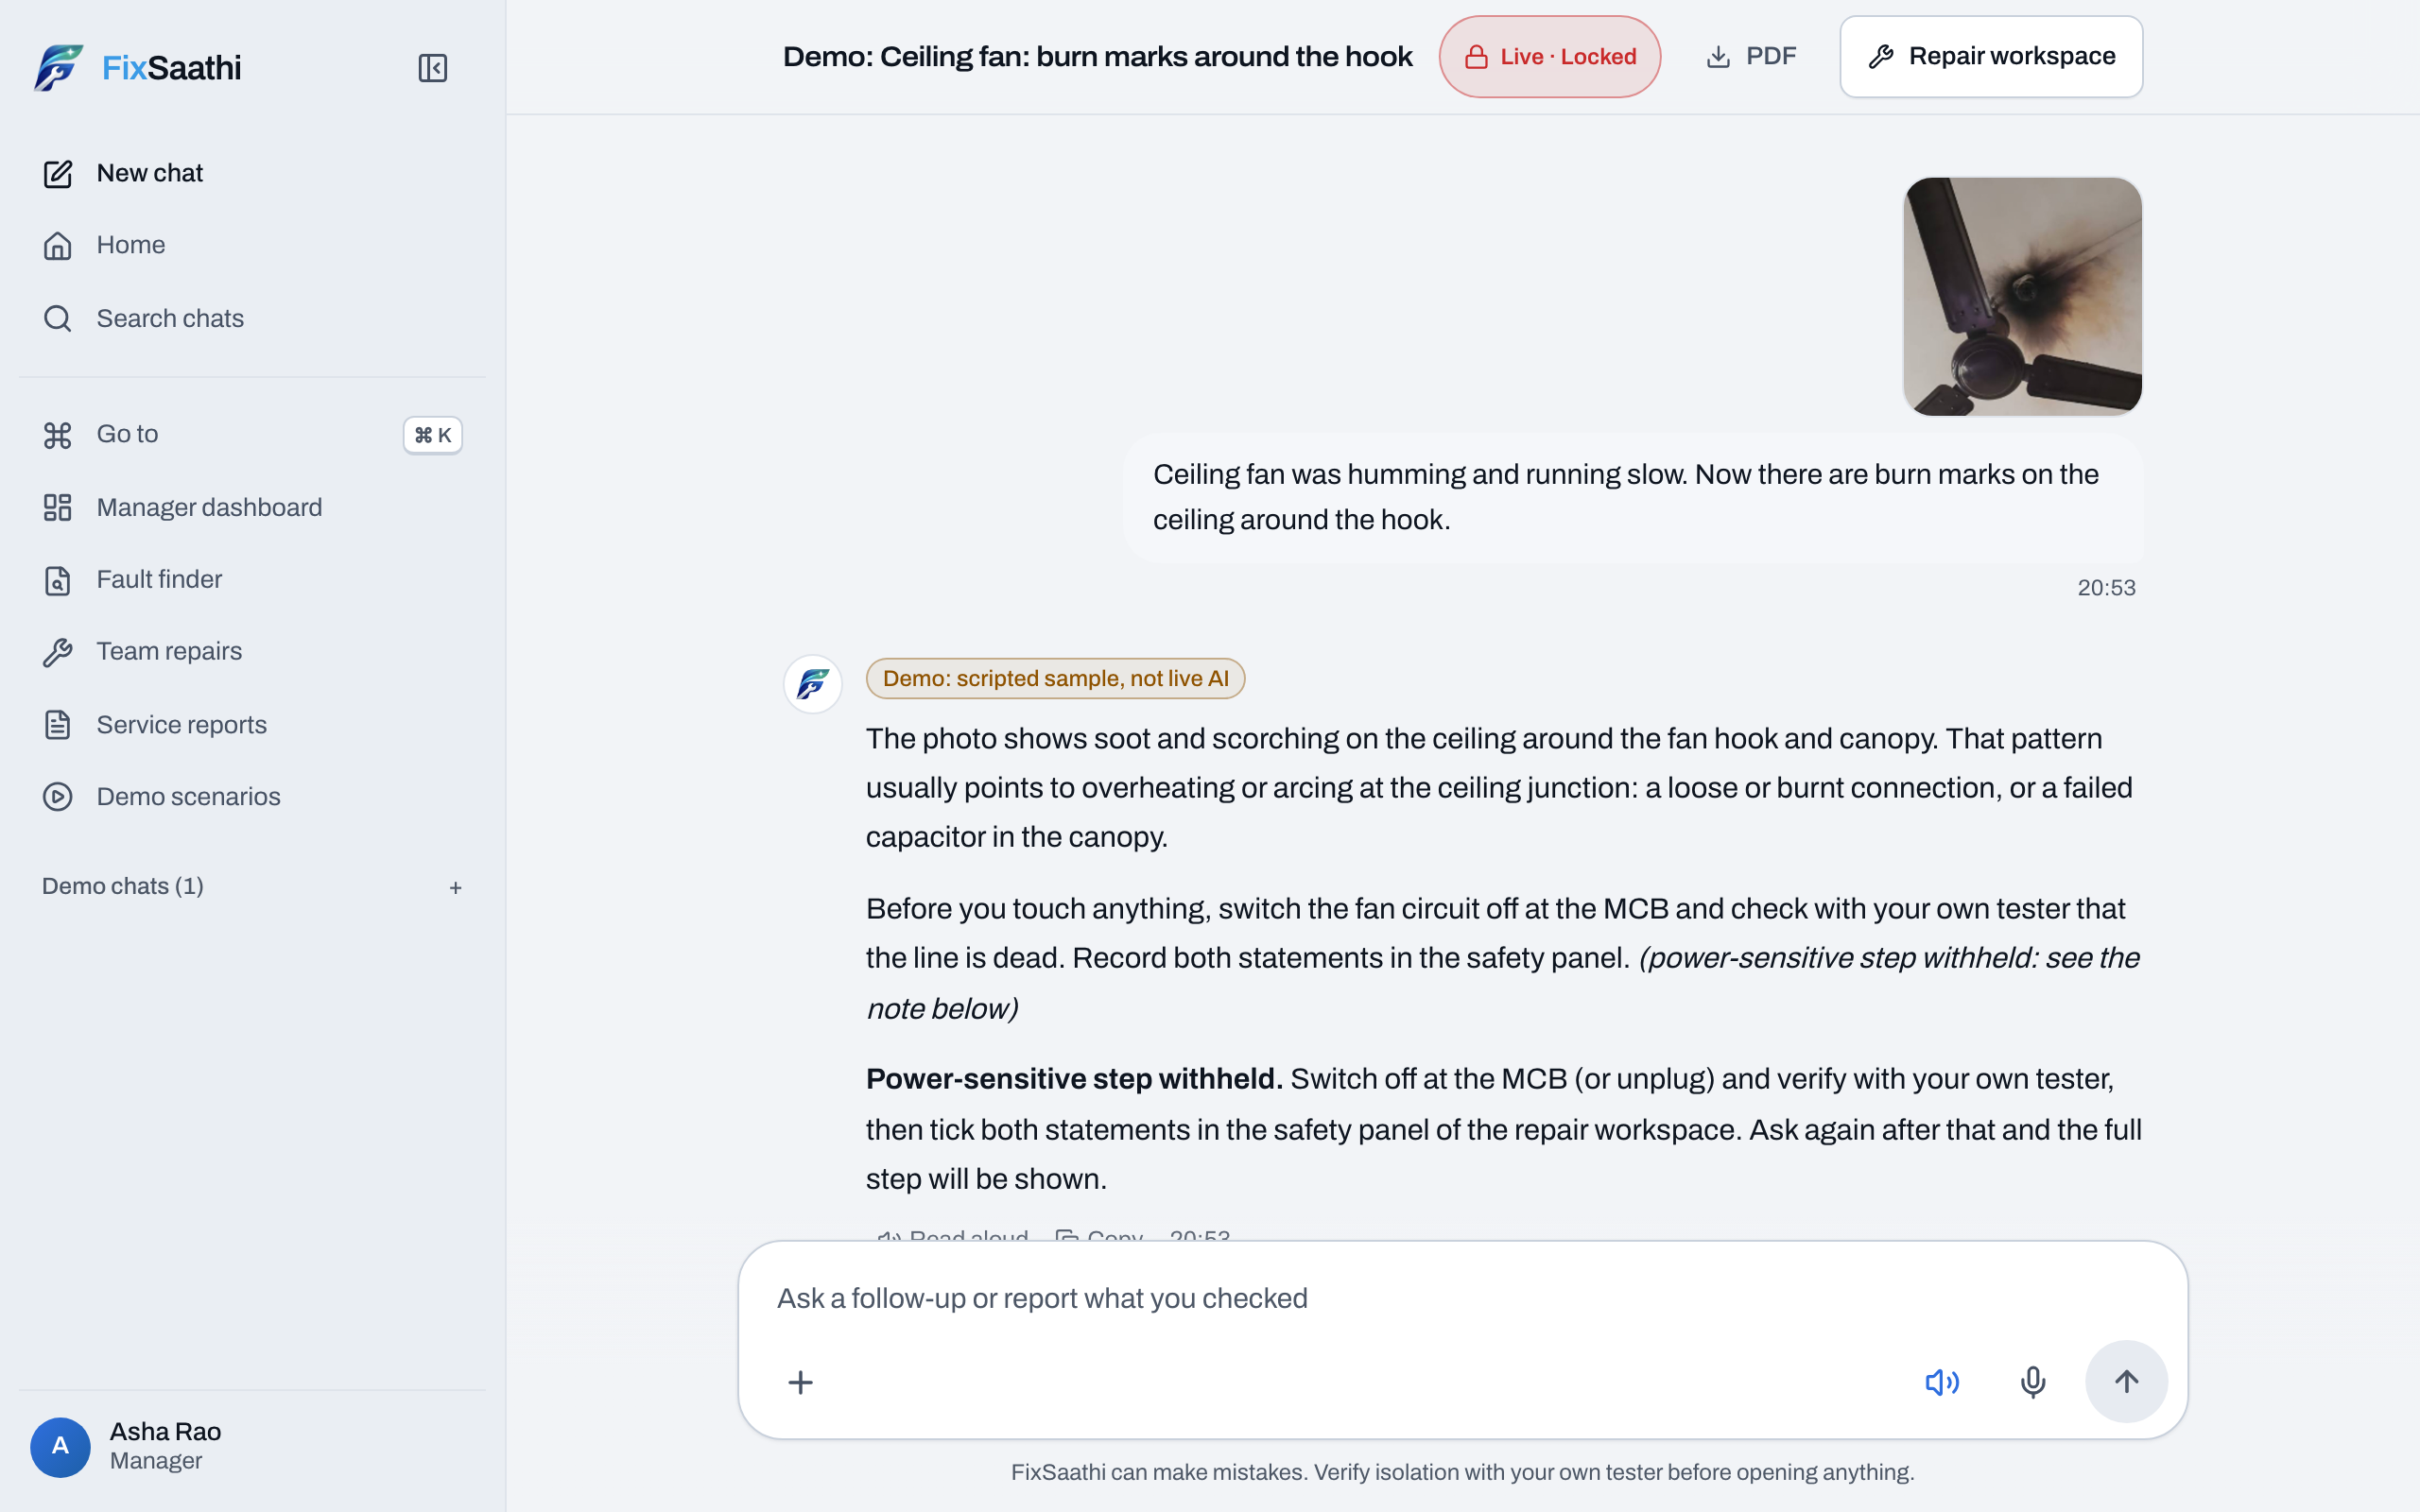 FixSaathi
New chat
Home
Search chats
Go to
⌘ K
Manager dashboard
Fault finder
Team repairs
Service reports
Demo scenarios
Demo chats (1)
+
A
Asha Rao
Manager
Demo: Ceiling fan: burn marks around the hook
Live · Locked
PDF
Repair workspace
Ceiling fan was humming and running slow. Now there are burn marks on the
ceiling around the hook.
20:53
Demo: scripted sample, not live AI
The photo shows soot and scorching on the ceiling around the fan hook and canopy. That pattern
usually points to overheating or arcing at the ceiling junction: a loose or burnt connection, or a failed
capacitor in the canopy.
Before you touch anything, switch the fan circuit off at the MCB and check with your own tester that
the line is dead. Record both statements in the safety panel. (power-sensitive step withheld: see the
note below)
Power-sensitive step withheld. Switch off at the MCB (or unplug) and verify with your own tester,
then tick both statements in the safety panel of the repair workspace. Ask again after that and the full
step will be shown.
Read aloud
Copy
20:53
Ask a follow-up or report what you checked
FixSaathi can make mistakes. Verify isolation with your own tester before opening anything.